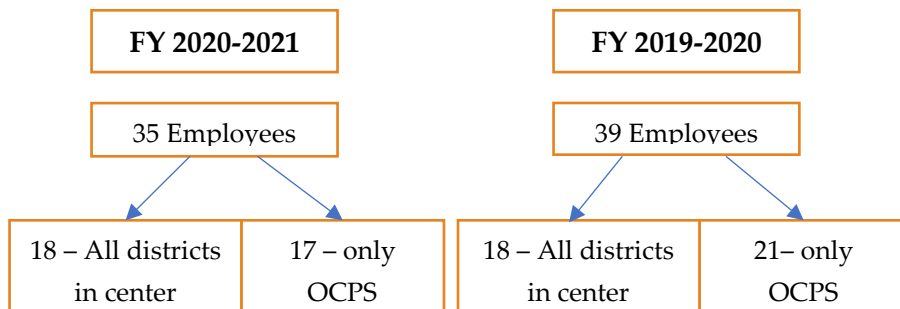 FY 2020-2021
FY 2019-2020
35 Employees
39 Employees
18 – All districts
in center
17 – only
OCPS
18 – All districts
in center
21– only
OCPS